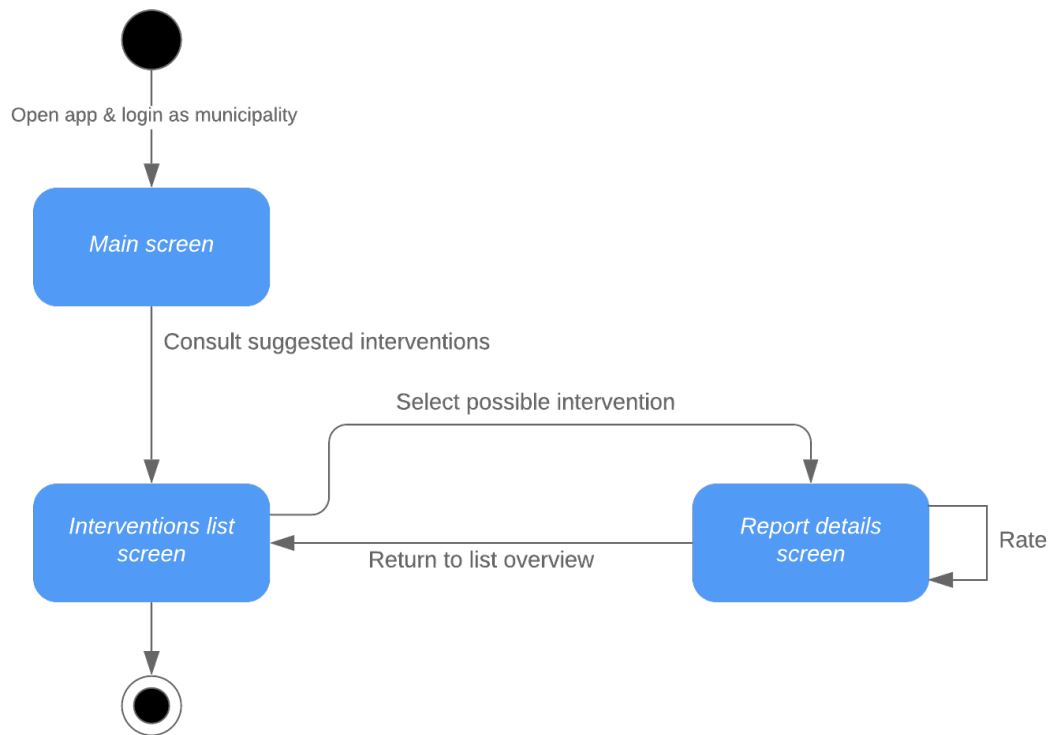 Open app & login as municipality
Main screen
Consult suggested interventions
Select possible intervention
Interventions list
screen
Report details
screen
Rate
Return to list overview